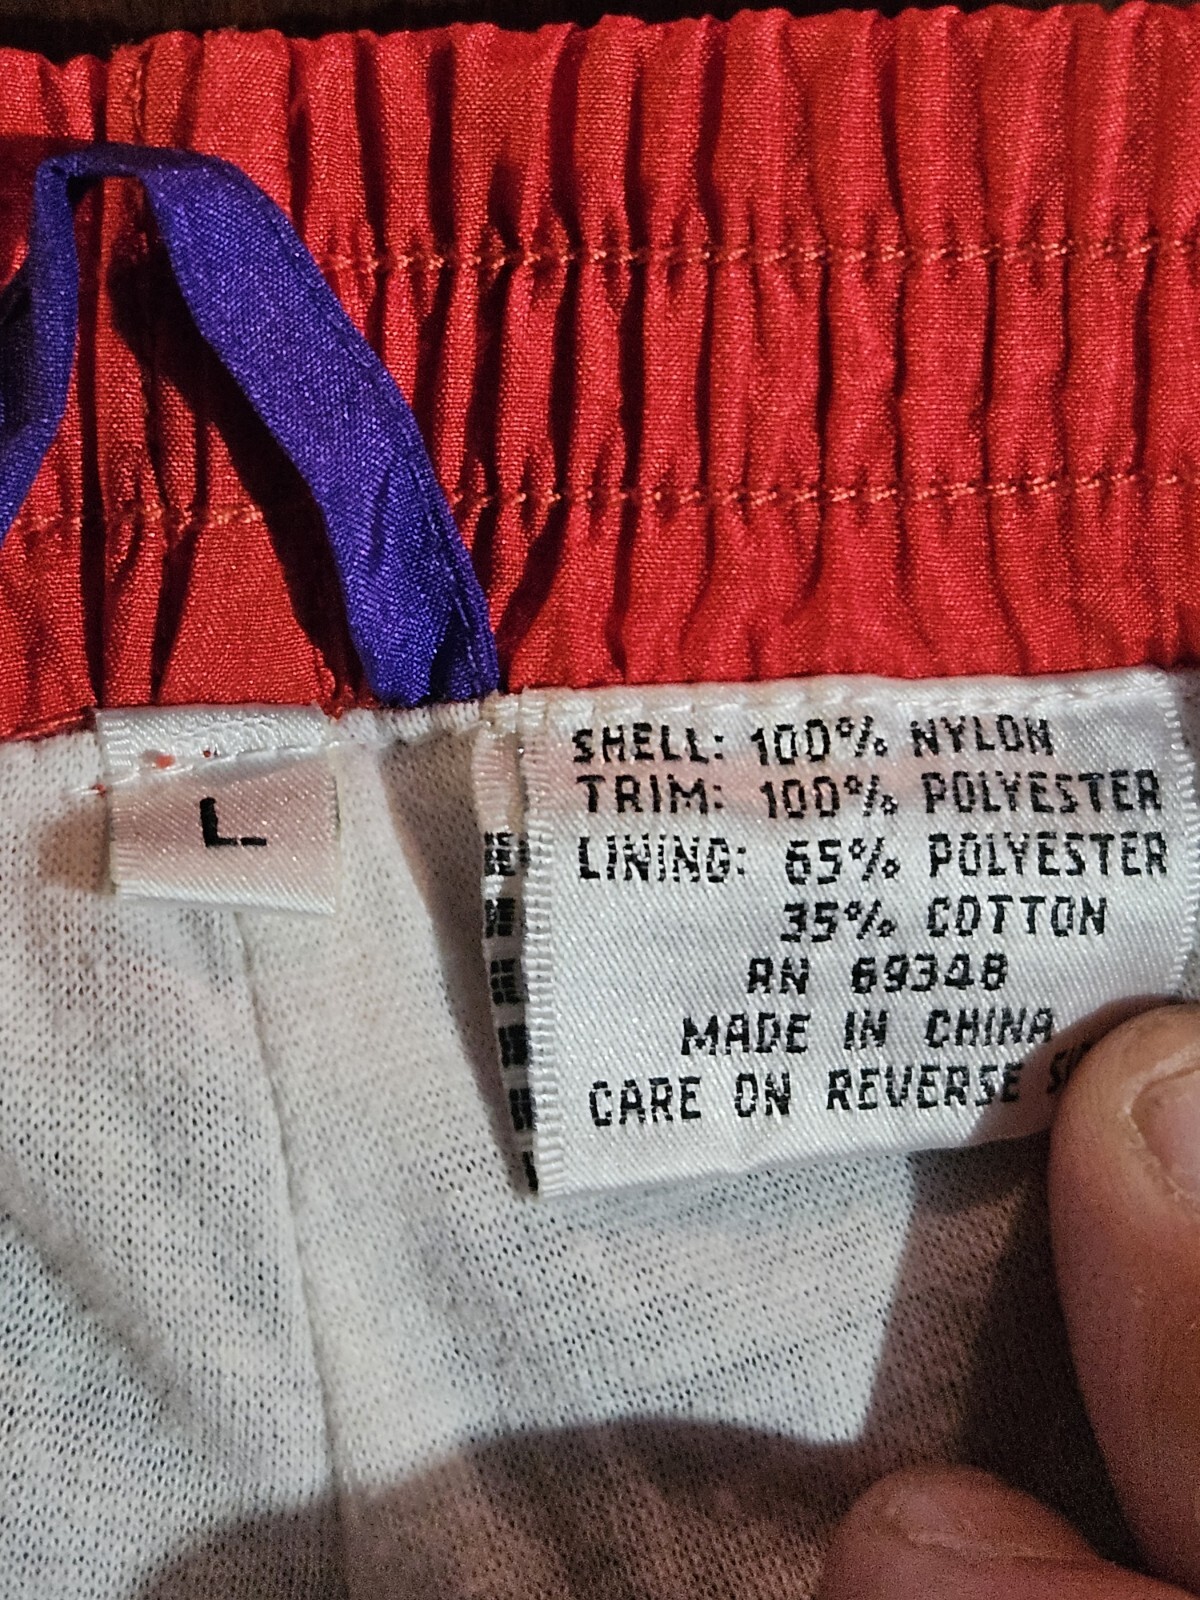 L
SHELL: 100% NYLON
TRIM: 100% POLYESTER
LINING: 65% POLYESTER
35% COTTON
RN 69348
MADE IN CHINA
CARE ON REVERSE